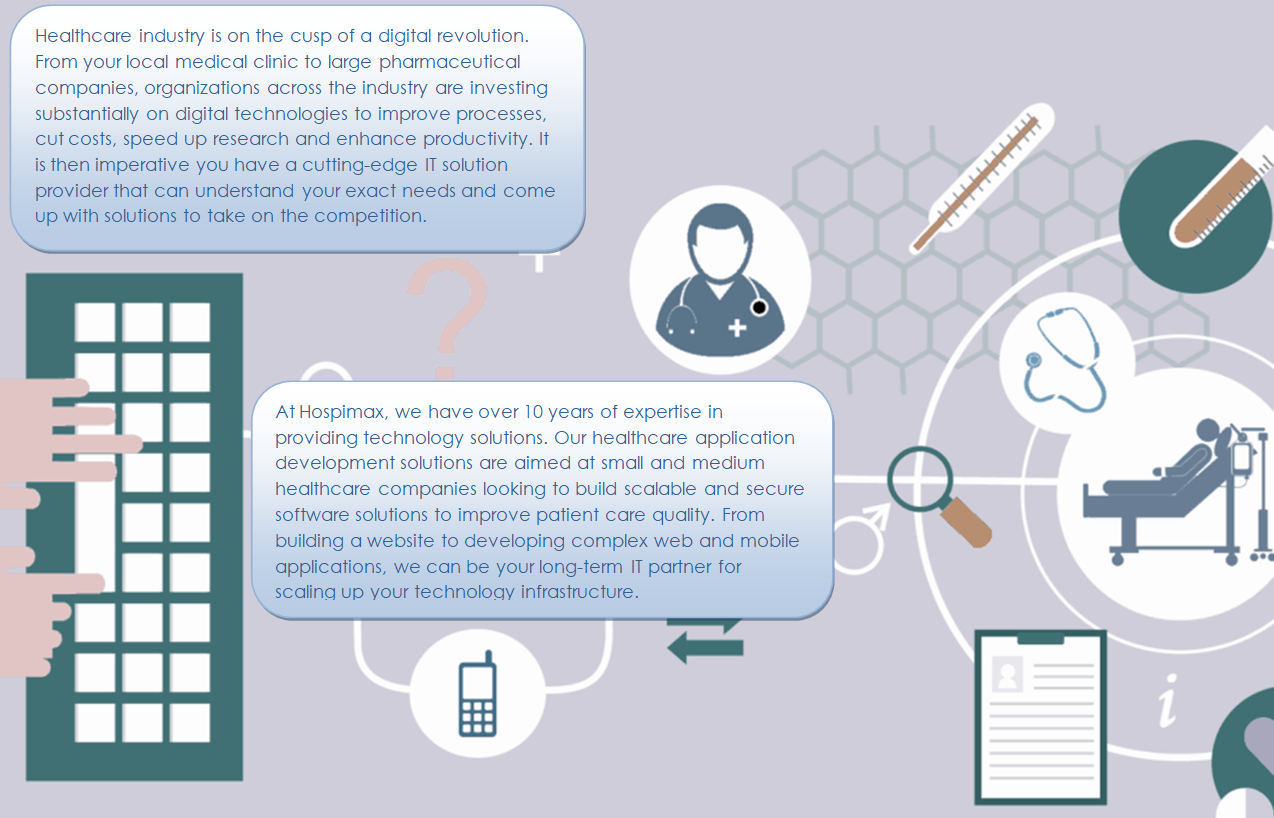 Healthcare industry is on the cusp of a digital revolution.
From your local medical clinic to large pharmaceutical
companies, organizations across the industry are investing
substantially on digital technologies to improve processes,
cut costs, speed up research and enhance productivity. It
is then imperative you have a cutting-edge IT solution
provider that can understand your exact needs and come
up with solutions to take on the competition.
?
At Hospimax, we have over 10 years of expertise in
providing technology solutions. Our healthcare application
development solutions are aimed at small and medium
healthcare companies looking to build scalable and secure
software solutions to improve patient care quality. From
building a website to developing complex web and mobile
applications, we can be your long-term IT partner for
scaling up your technology infrastructure.
i